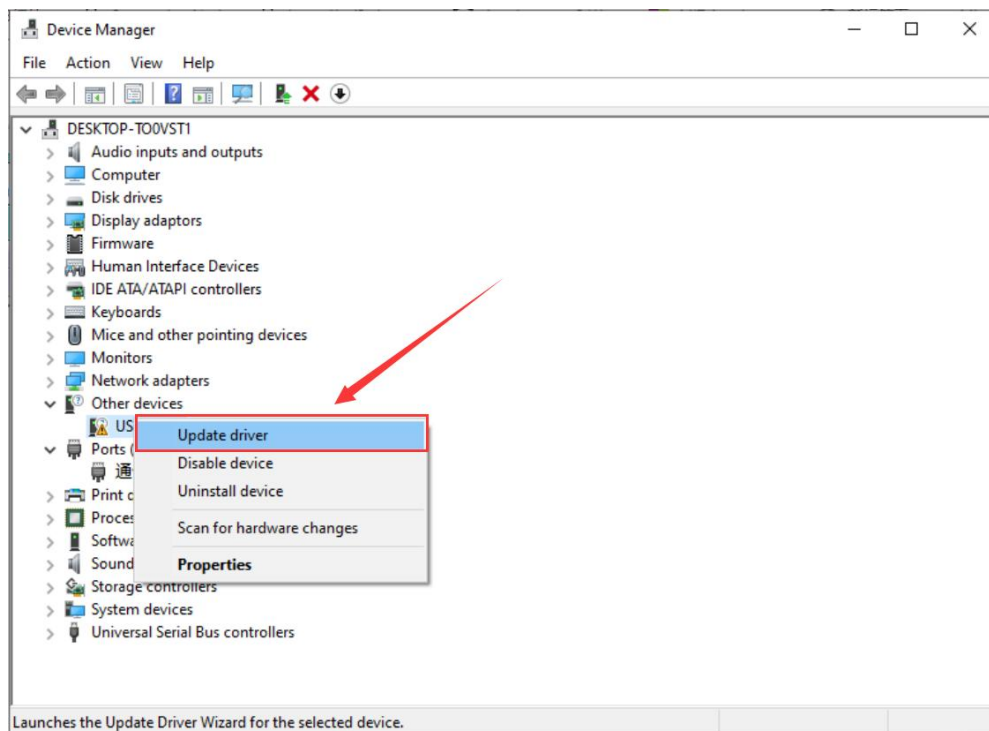 Device Manager
File Action View Help
DESKTOP-TO0VST1
Audio inputs and outputs
Computer
Disk drives
Display adaptors
Firmware
Human Interface Devices
IDE ATA/ATAPI controllers
Keyboards
Mice and other pointing devices
Monitors
Network adapters
Other devices
US
Update driver
Ports (
Disable device
通
Uninstall device
Print
Proces
Scan for hardware changes
Softwa
Sound
Properties
Storage controllers
System devices
Universal Serial Bus controllers
Launches the Update Driver Wizard for the selected device.